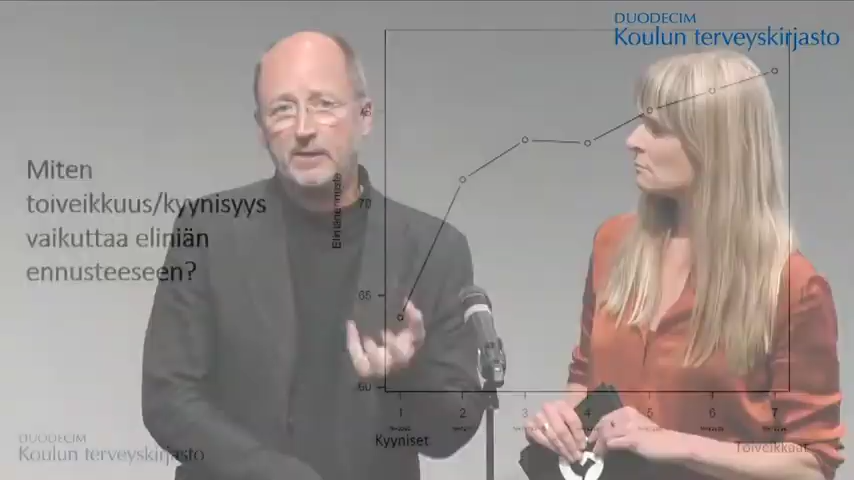 DUODECIM
Koulun terveyskirjasto
Miten
toiveikkuus/kyynisyys
vaikuttaa eliniän
ennusteeseen?
70
65
60
1
2
3
4
5
6
7
Kyyniset
Toiveikkaat
DUODECIM
Koulun terveyskirjasto